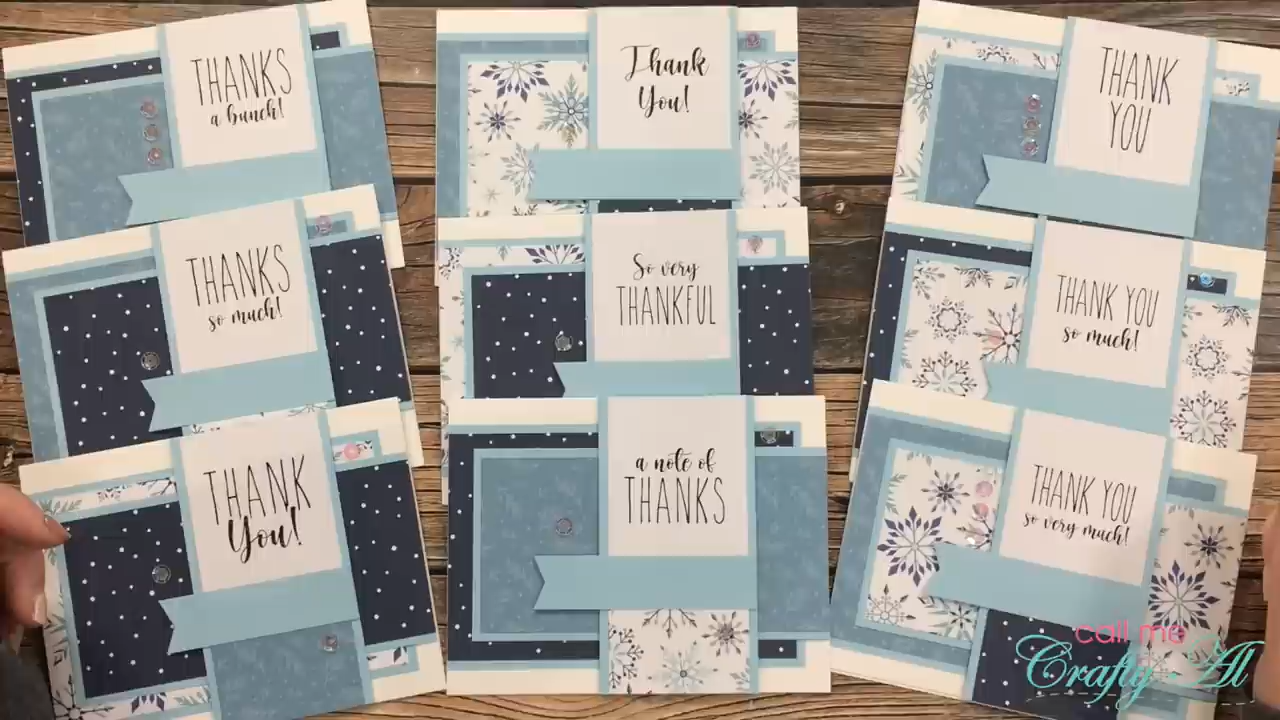 THANKS
a bunch!
Thank
You!
THANK
YOU
THANKS
so much!
So very
THANKFUL
THANK YOU
so much!
THANK
You!
a note of
THANKS
THANK YOU
so very much!
call me
Crafty Al